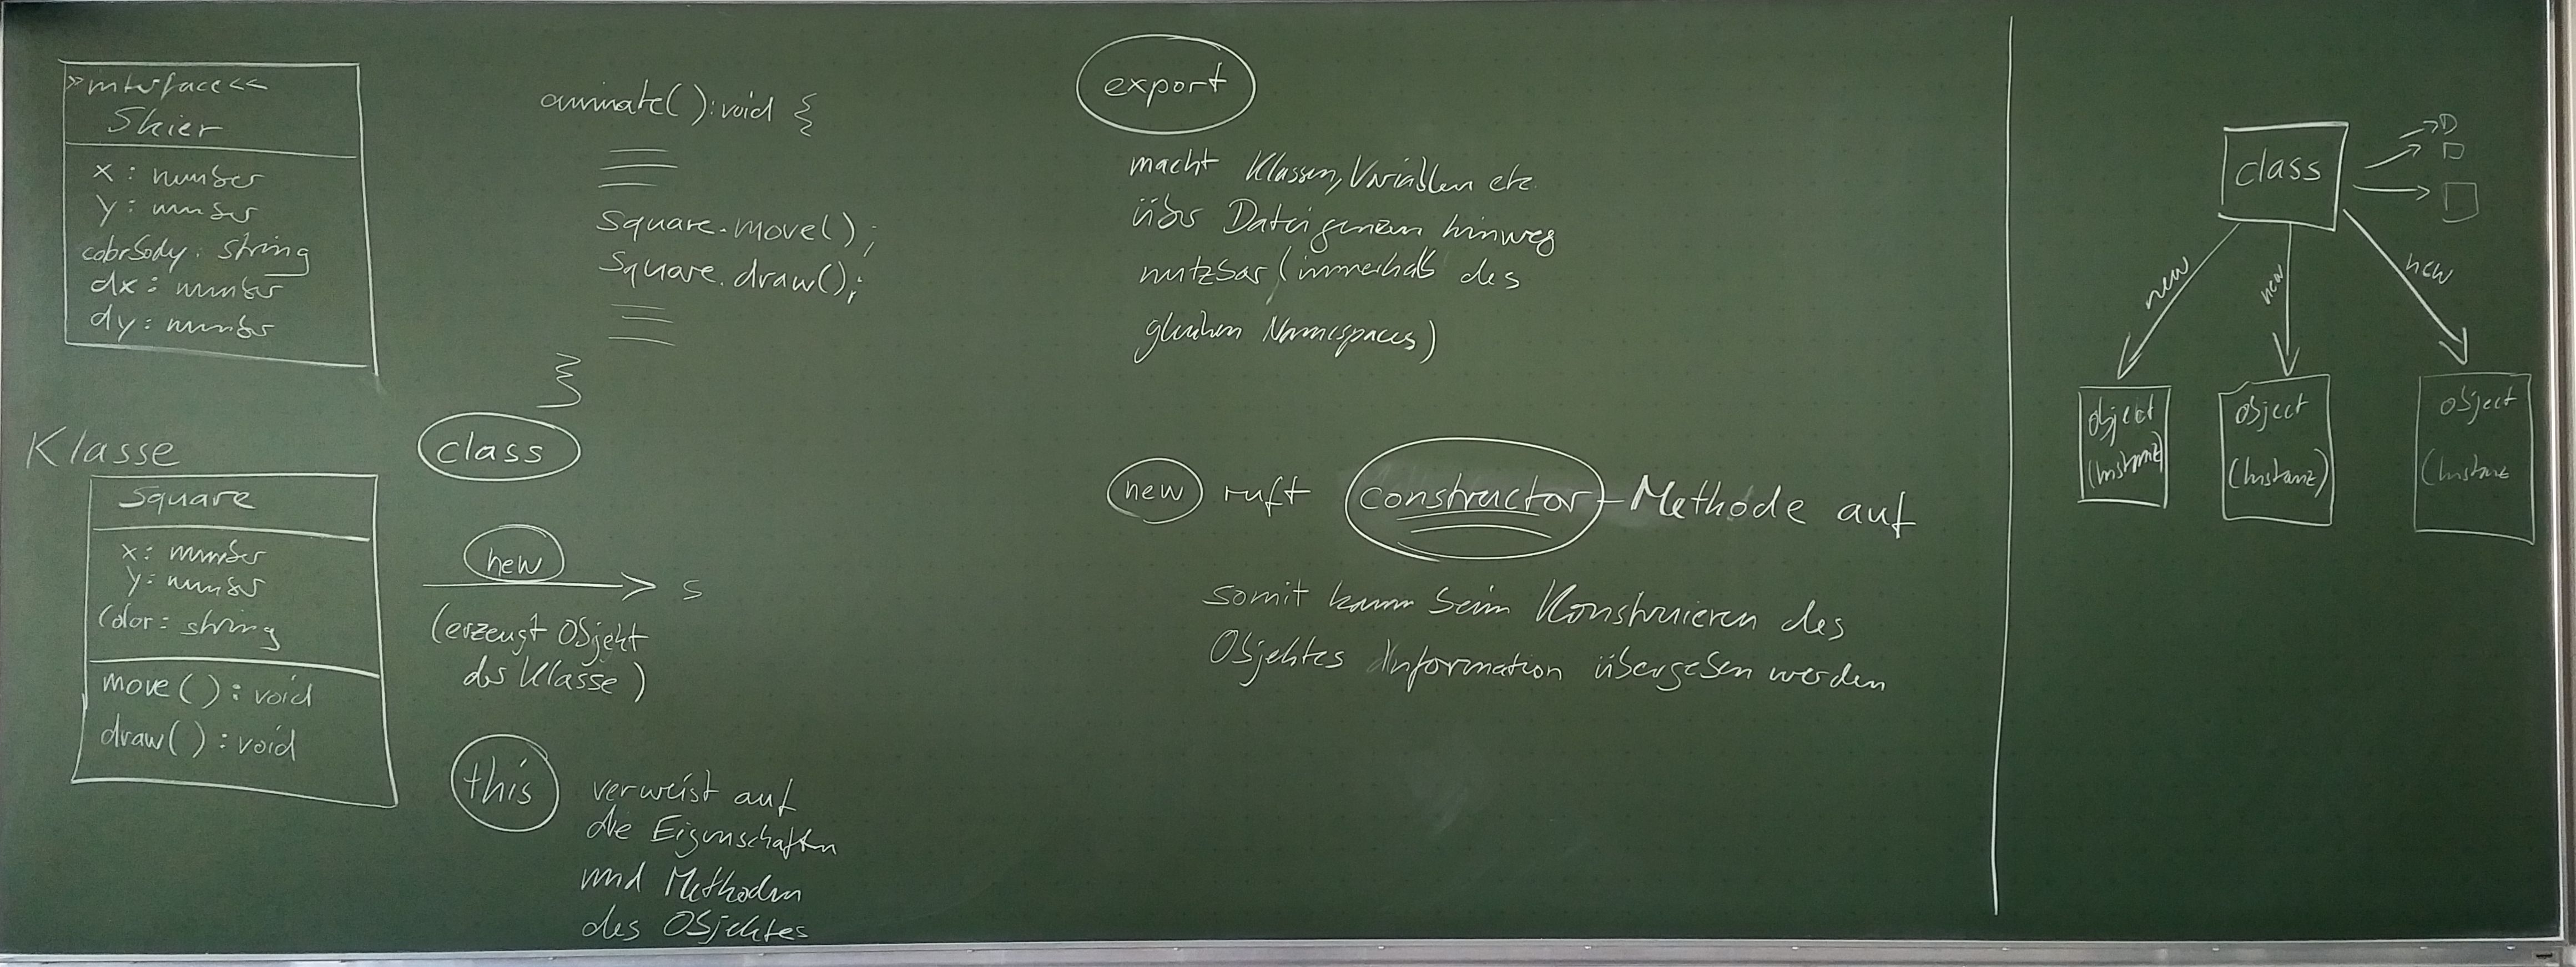 >>interface<<
Skier
x: number
y: number
colorBody: string
dx: number
dy: number
animate(): void {
square.move();
square.draw();
}
Klasse
Square
x: number
y: number
color: string
move(): void
draw(): void
class
new
s
(erzeugt Objekt
der Klasse)
this
verweist auf
die Eigenschaften
und Methoden
des Objektes
export
macht Klassen, Variablen etc.
über Dateigrenzen hinweg
nutzbar (innerhalb des
gleichen Namespaces)
new ruft constructor-Methode auf
somit kann beim Konstruieren des
Objektes Information übergeben werden
class
new
new
new
object
(Instanz)
object
(Instanz)
object
(Instanz